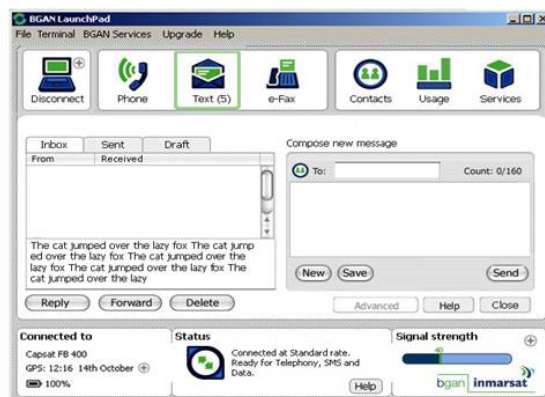 BGAN LaunchPad
File Terminal BGAN Services Upgrade Help
Disconnect Phone Text (5) e-Fax Contacts Usage Services
Inbox Sent Draft
From Received
The cat jumped over the lazy fox The cat jump
ed over the lazy fox The cat jumped over the
lazy fox The cat jumped over the lazy fox The
cat jumped over the lazy
Reply Forward Delete
Compose new message
To: Count: 0/160
New Save Send
Advanced Help Close
Connected to
Capsat FB 400
GPS: 12:16 14th October
100%
Status
Connected at Standard rate.
Ready for Telephony, SMS and
Data.
Help
Signal strength
40
bgan inmarsat